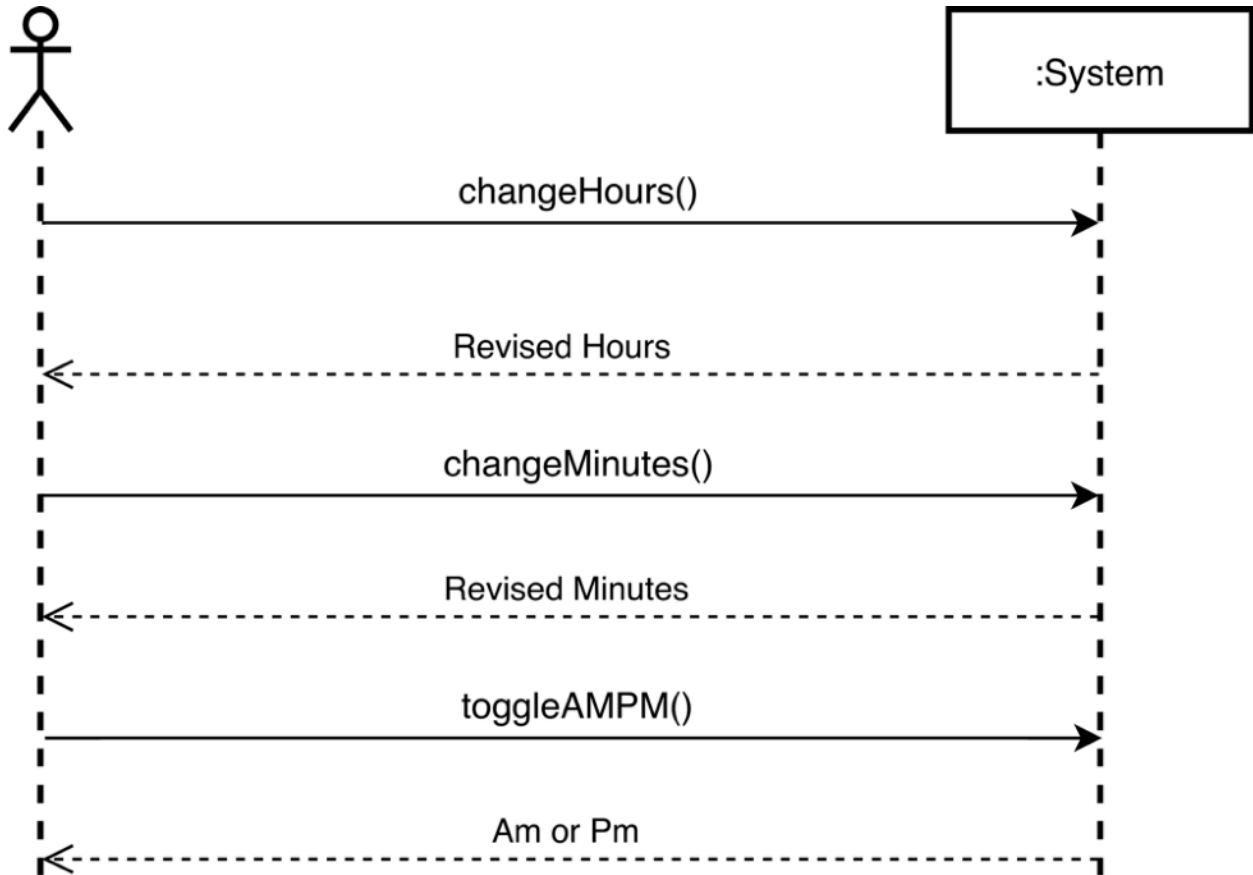 :System
changeHours()
Revised Hours
changeMinutes()
Revised Minutes
toggleAMPM()
Am or Pm